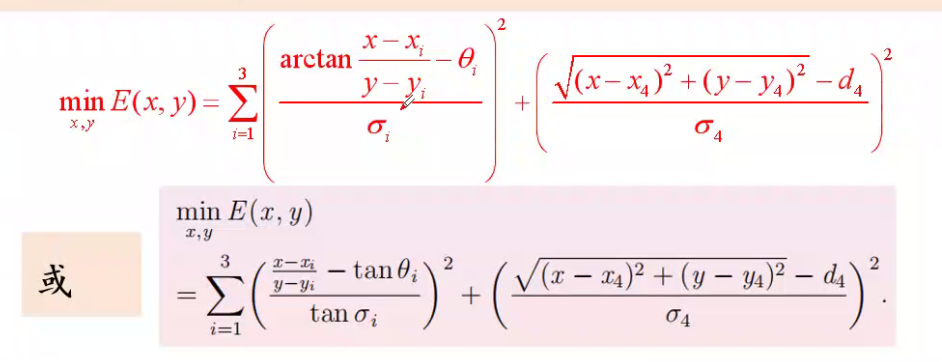 $\min_{x,y} E(x,y) = \sum_{i=1}^{3} \left( \frac{\arctan \frac{x-x_i}{y-y_i} - \theta_i}{\sigma_i} \right)^2 + \left( \frac{\sqrt{(x-x_4)^2+(y-y_4)^2} - d_4}{\sigma_4} \right)^2$
或
$\min_{x,y} E(x,y)$
$= \sum_{i=1}^{3} \left( \frac{\frac{x-x_i}{y-y_i} - \tan\theta_i}{\tan\sigma_i} \right)^2 + \left( \frac{\sqrt{(x-x_4)^2+(y-y_4)^2} - d_4}{\sigma_4} \right)^2.$